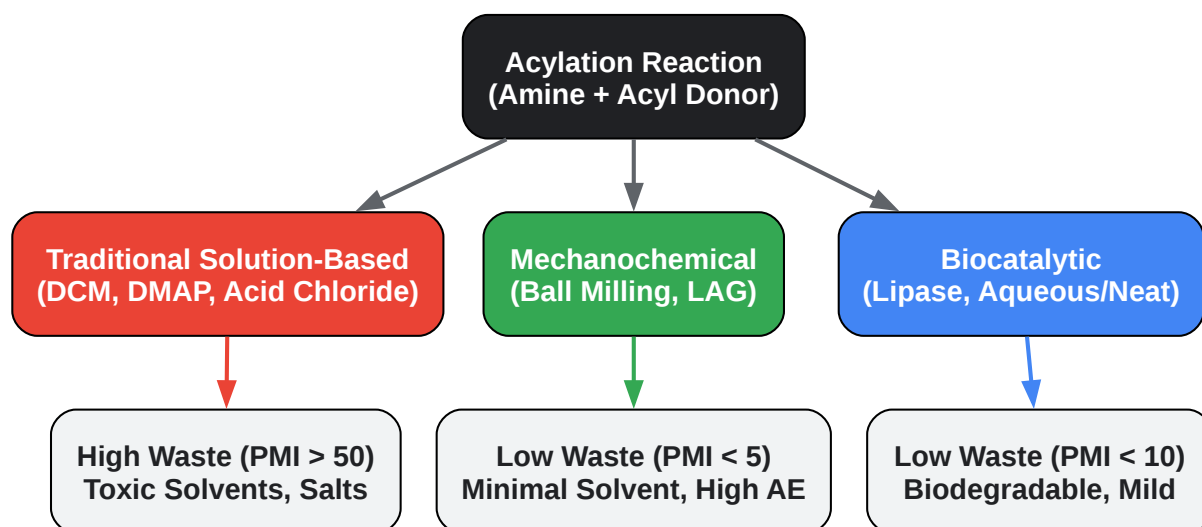 Acylation Reaction
(Amine + Acyl Donor)
Traditional Solution-Based
(DCM, DMAP, Acid Chloride)
Mechanochemical
(Ball Milling, LAG)
Biocatalytic
(Lipase, Aqueous/Neat)
High Waste (PMI > 50)
Toxic Solvents, Salts
Low Waste (PMI < 5)
Minimal Solvent, High AE
Low Waste (PMI < 10)
Biodegradable, Mild